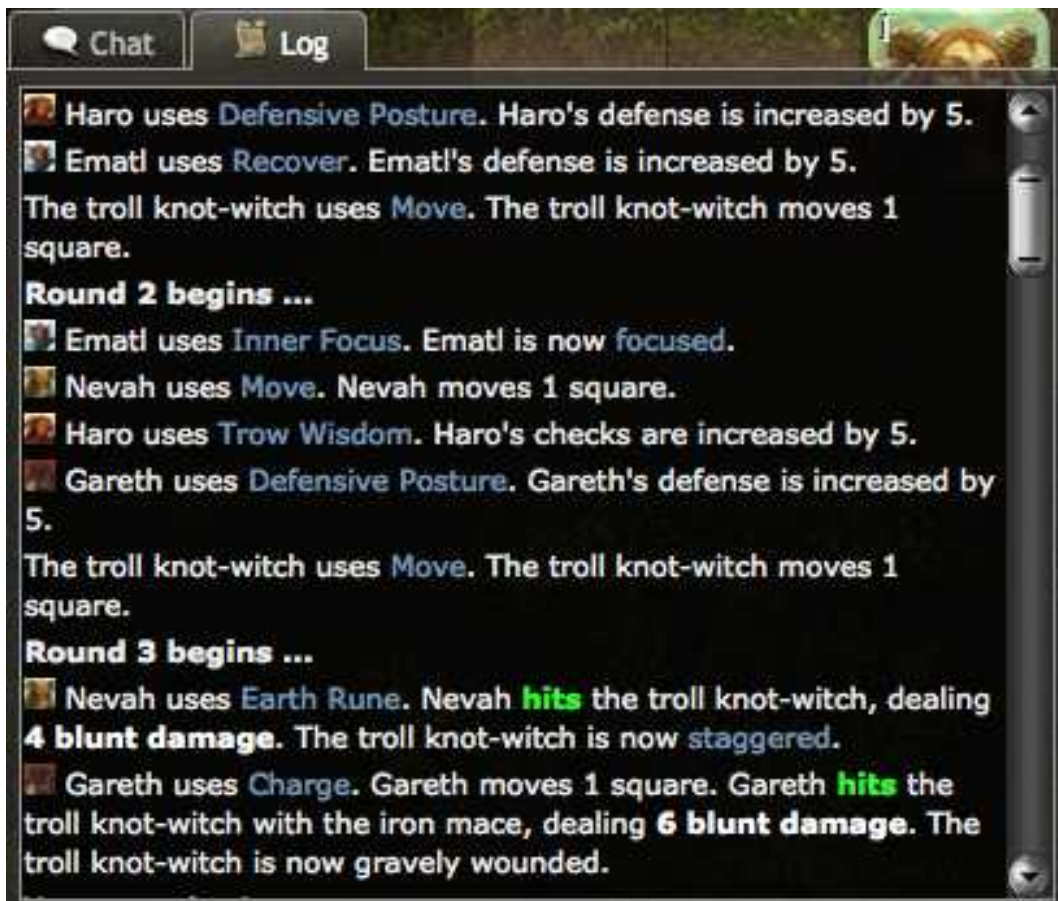 Chat Log
Haro uses Defensive Posture. Haro's defense is increased by 5.
Ematl uses Recover. Ematl's defense is increased by 5.
The troll knot-witch uses Move. The troll knot-witch moves 1
square.
Round 2 begins ...
Ematl uses Inner Focus. Ematl is now focused.
Nevah uses Move. Nevah moves 1 square.
Haro uses Trow Wisdom. Haro's checks are increased by 5.
Gareth uses Defensive Posture. Gareth's defense is increased by
5.
The troll knot-witch uses Move. The troll knot-witch moves 1
square.
Round 3 begins ...
Nevah uses Earth Rune. Nevah hits the troll knot-witch, dealing
4 blunt damage. The troll knot-witch is now staggered.
Gareth uses Charge. Gareth moves 1 square. Gareth hits the
troll knot-witch with the iron mace, dealing 6 blunt damage. The
troll knot-witch is now gravely wounded.